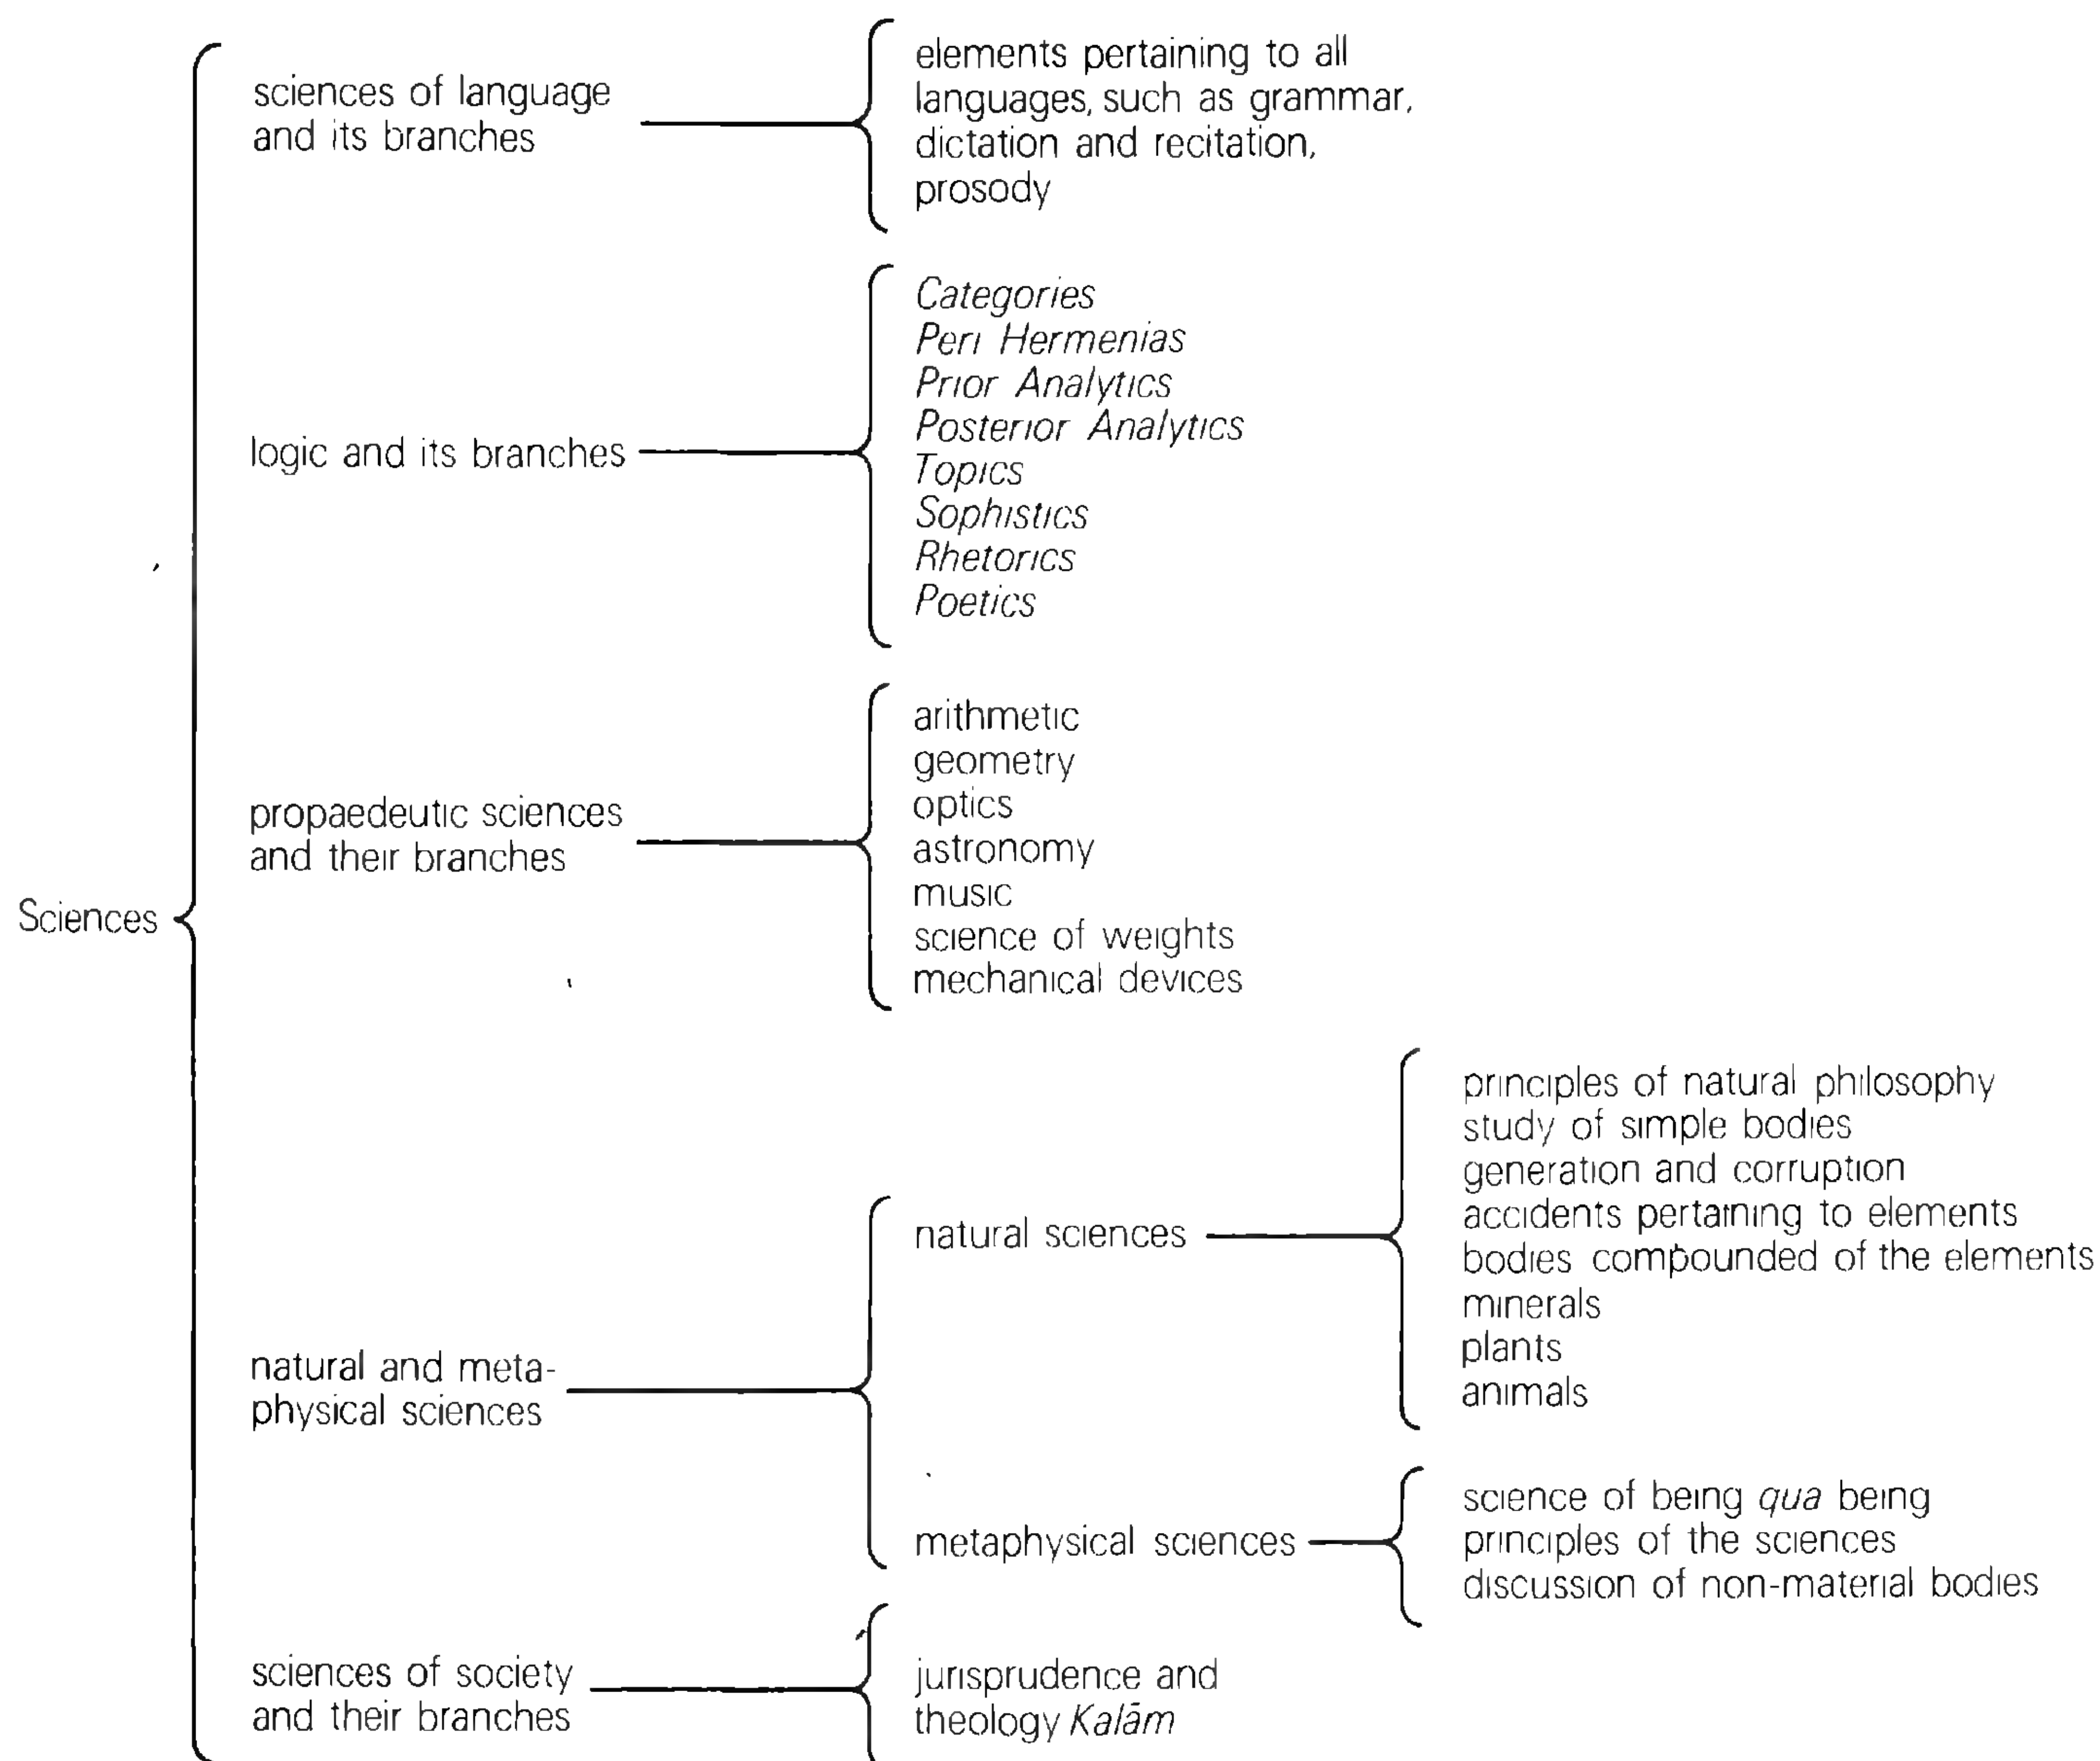 Sciences
sciences of language
and its branches
elements pertaining to all
languages, such as grammar,
dictation and recitation,
prosody
logic and its branches
Categories
Peri Hermenias
Prior Analytics
Posterior Analytics
Topics
Sophistics
Rhetorics
Poetics
propaedeutic sciences
and their branches
arithmetic
geometry
optics
astronomy
music
science of weights
mechanical devices
natural and meta-
physical sciences
natural sciences
principles of natural philosophy
study of simple bodies
generation and corruption
accidents pertaining to elements
bodies compounded of the elements
minerals
plants
animals
metaphysical sciences
science of being qua being
principles of the sciences
discussion of non-material bodies
sciences of society
and their branches
jurisprudence and
theology Kalām